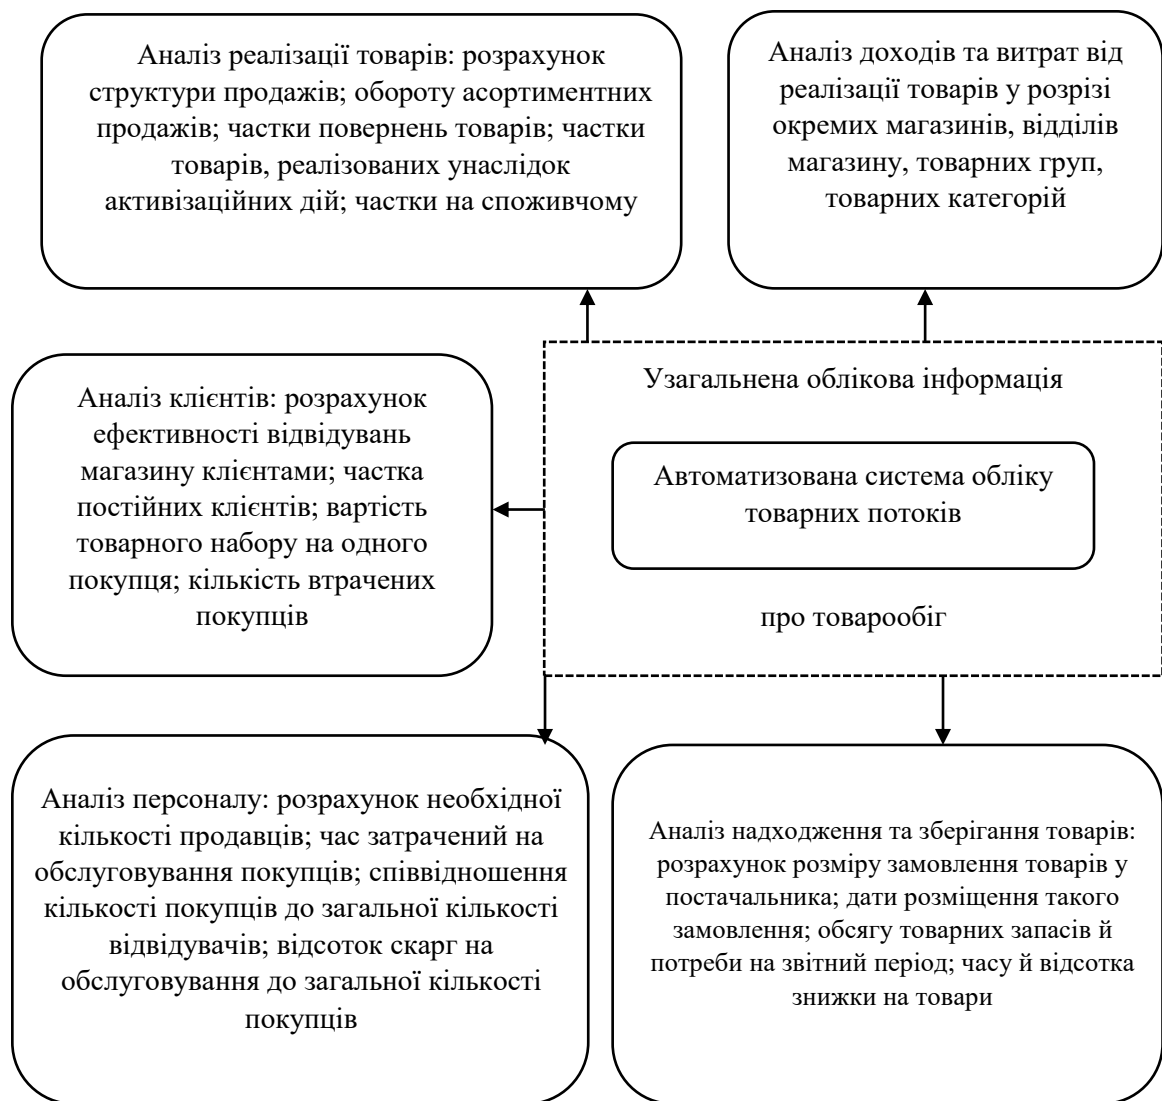 Аналіз реалізації товарів: розрахунок
структури продажів; обороту асортиментних
продажів; частки повернень товарів; частки
товарів, реалізованих унаслідок
активізаційних дій; частки на споживчому
Аналіз доходів та витрат від
реалізації товарів у розрізі
окремих магазинів, відділів
магазину, товарних груп,
товарних категорій
Узагальнена облікова інформація
Автоматизована система обліку
товарних потоків
про товарообіг
Аналіз клієнтів: розрахунок
ефективності відвідувань
магазину клієнтами; частка
постійних клієнтів; вартість
товарного набору на одного
покупця; кількість втрачених
покупців
Аналіз персоналу: розрахунок необхідної
кількості продавців; час затрачений на
обслуговування покупців; співвідношення
кількості покупців до загальної кількості
відвідувачів; відсоток скарг на
обслуговування до загальної кількості
покупців
Аналіз надходження та зберігання товарів:
розрахунок розміру замовлення товарів у
постачальника; дати розміщення такого
замовлення; обсягу товарних запасів й
потреби на звітний період; часу й відсотка
знижки на товари